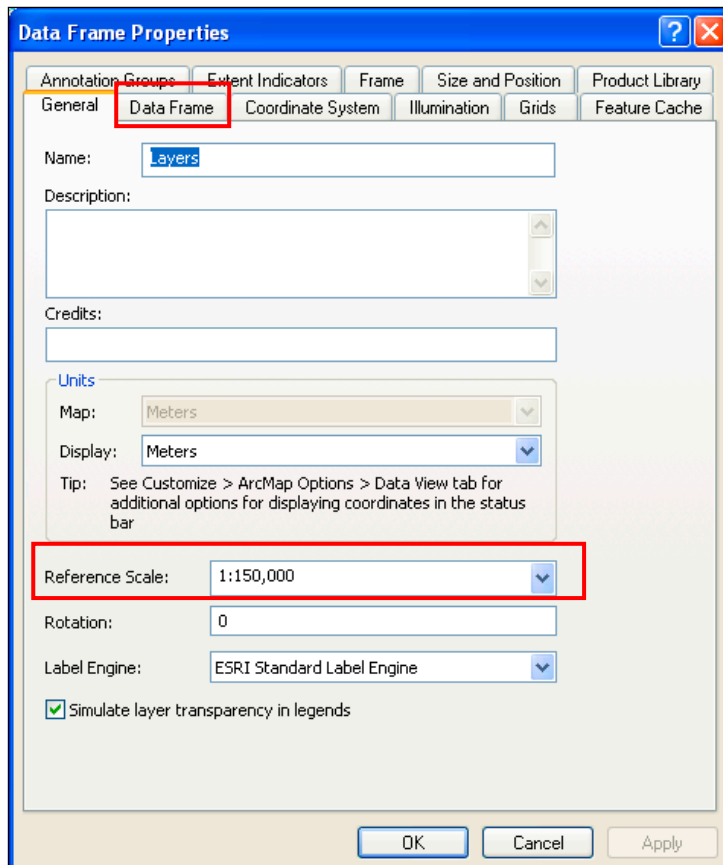 Data Frame Properties
Annotation Groups Extent Indicators Frame Size and Position Product Library
General Data Frame Coordinate System Illumination Grids Feature Cache
Name: Layers
Description:
Credits:
Units
Map: Meters
Display: Meters
Tip: See Customize > ArcMap Options > Data View tab for
additional options for displaying coordinates in the status
bar
Reference Scale: 1:150,000
Rotation: 0
Label Engine: ESRI Standard Label Engine
Simulate layer transparency in legends
OK Cancel Apply